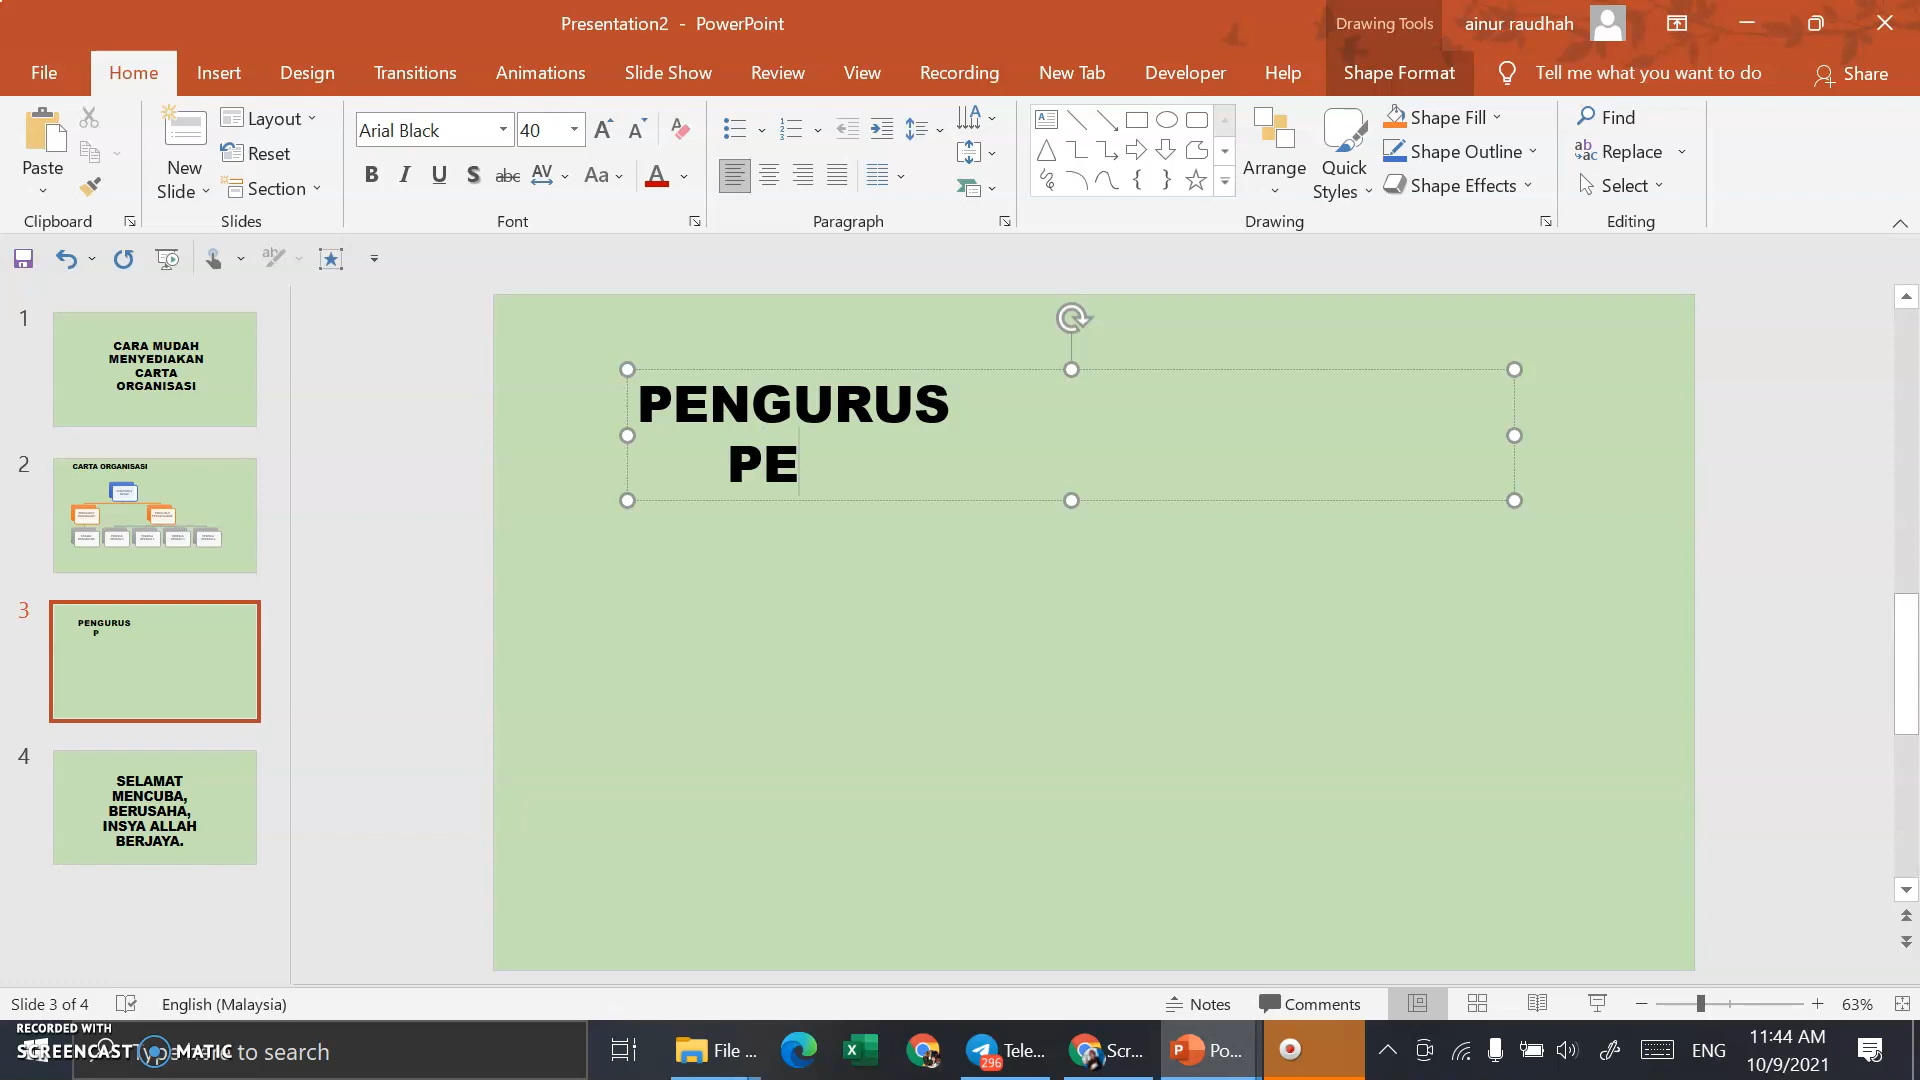 Presentation2 - PowerPoint
Drawing Tools
ainur raudhah
File
Home
Insert
Design
Transitions
Animations
Slide Show
Review
View
Recording
New Tab
Developer
Help
Shape Format
Tell me what you want to do
Share
Paste
New Slide
Layout
Reset
Section
Arial Black
40
Arrange
Quick Styles
Shape Fill
Shape Outline
Shape Effects
Find
Replace
Select
Clipboard
Slides
Font
Paragraph
Drawing
Editing
1
CARA MUDAH
MENYEDIAKAN
CARTA
ORGANISASI
2
CARTA ORGANISASI
3
PENGURUS
P
4
SELAMAT
MENCUBA,
BERUSAHA,
INSYA ALLAH
BERJAYA.
PENGURUS
PE
Slide 3 of 4
English (Malaysia)
Notes
Comments
63%
RECORDED WITH
SCREENCAST MATIC
to search
File ...
296
Tele...
Scr...
Po...
ENG
11:44 AM
10/9/2021